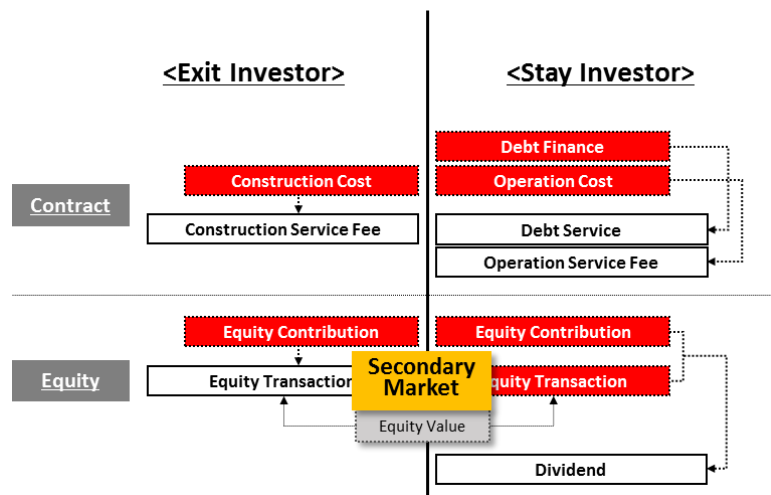 <Exit Investor>
<Stay Investor>
Debt Finance
Construction Cost
Operation Cost
Contract
Construction Service Fee
Debt Service
Operation Service Fee
Equity Contribution
Equity Contribution
Secondary
Market
Equity
Equity Transaction
quity Transaction
Equity Value
Dividend